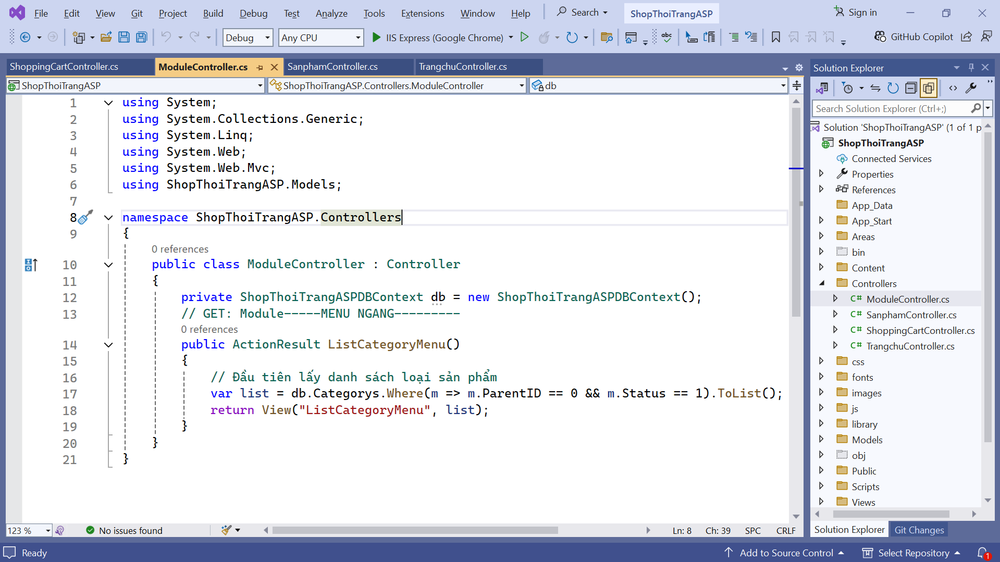 File Edit View Git Project Build Debug Test Analyze Tools Extensions Window Help Search ShopThoiTrangASP Sign in
Debug Any CPU IIS Express (Google Chrome) abc GitHub Copilot
ShoppingCartController.cs ModuleController.cs SanphamController.cs TrangchuController.cs
ShopThoiTrangASP ShopThoiTrangASP.Controllers.ModuleController db
1 using System;
2 using System.Collections.Generic;
3 using System.Linq;
4 using System.Web;
5 using System.Web.Mvc;
6 using ShopThoiTrangASP.Models;
7
8 namespace ShopThoiTrangASP.Controllers
9 {
0 references
10 public class ModuleController : Controller
11 {
12 private ShopThoiTrangASPDBContext db = new ShopThoiTrangASPDBContext();
13 // GET: Module-----MENU NGANG---------
0 references
14 public ActionResult ListCategoryMenu()
15 {
16 // Đầu tiên lấy danh sách loại sản phẩm
17 var list = db.Categorys.Where(m => m.ParentID == 0 && m.Status == 1).ToList();
18 return View("ListCategoryMenu", list);
19 }
20 }
21 }
123 % No issues found Ln: 8 Ch: 39 SPC CRLF
Solution Explorer
Search Solution Explorer (Ctrl+;)
Solution 'ShopThoiTrangASP' (1 of 1 p
ShopThoiTrangASP
Connected Services
Properties
References
App_Data
App_Start
Areas
bin
Content
Controllers
C# ModuleController.cs
C# SanphamController.cs
C# ShoppingCartController.cs
C# TrangchuController.cs
css
fonts
images
js
library
Models
obj
Public
Scripts
Views
Solution Explorer Git Changes
Ready Add to Source Control Select Repository 1